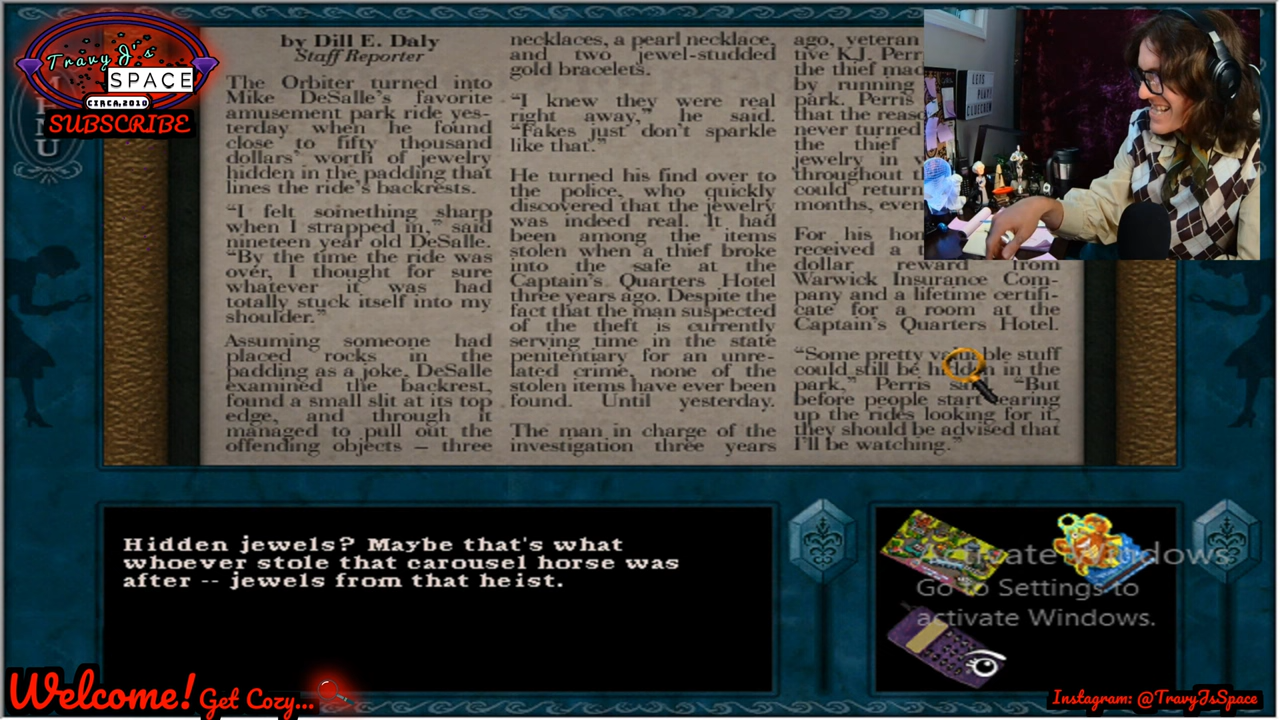 Travy J's
SPACE
CIRCA.2010
SUBSCRIBE
by Dill E. Daly
Staff Reporter
The Orbiter turned into
Mike DeSalle's favorite
amusement park ride yes-
terday when he found
close to fifty thousand
dollars' worth of jewelry
hidden in the padding that
lines the ride's backrests.
"I felt something sharp
when I strapped in," said
nineteen year old DeSalle.
"By the time the ride was
over, I thought for sure
whatever it was had
totally stuck itself into my
shoulder."
Assuming someone had
placed rocks in the
padding as a joke, DeSalle
examined the backrest,
found a small slit at its top
edge, and through it
managed to pull out the
offending objects – three
necklaces, a pearl necklace,
and two jewel-studded
gold bracelets.
"I knew they were real
right away," he said.
"Fakes just don't sparkle
like that."
He turned his find over to
the police, who quickly
discovered that the jewelry
was indeed real. It had
been among the items
stolen when a thief broke
into the safe at the
Captain's Quarters Hotel
three years ago. Despite the
fact that the man suspected
of the theft is currently
serving time in the state
penitentiary for an unre-
lated crime, none of the
stolen items have ever been
found. Until yesterday.
The man in charge of the
investigation three years
ago, veteran
tive K.J. Perr
the thief mad
by running
park. Perris
that the reas
never turned
the thief
jewelry in v
throughout t
could return
months, even
For his hon
received a t
dollar reward from
Warwick Insurance Com-
pany and a lifetime certifi-
cate for a room at the
Captain's Quarters Hotel.
"Some pretty valuable stuff
could still be hidden in the
park," Perris said. "But
before people start tearing
up the rides looking for it,
they should be advised that
I'll be watching."
LETS
PLAY!
CLUECREW
Hidden jewels? Maybe that's what
whoever stole that carousel horse was
after -- jewels from that heist.
Activate Windows
Go to Settings to
activate Windows.
Welcome! Get Cozy...
Instagram: @TravyJsSpace